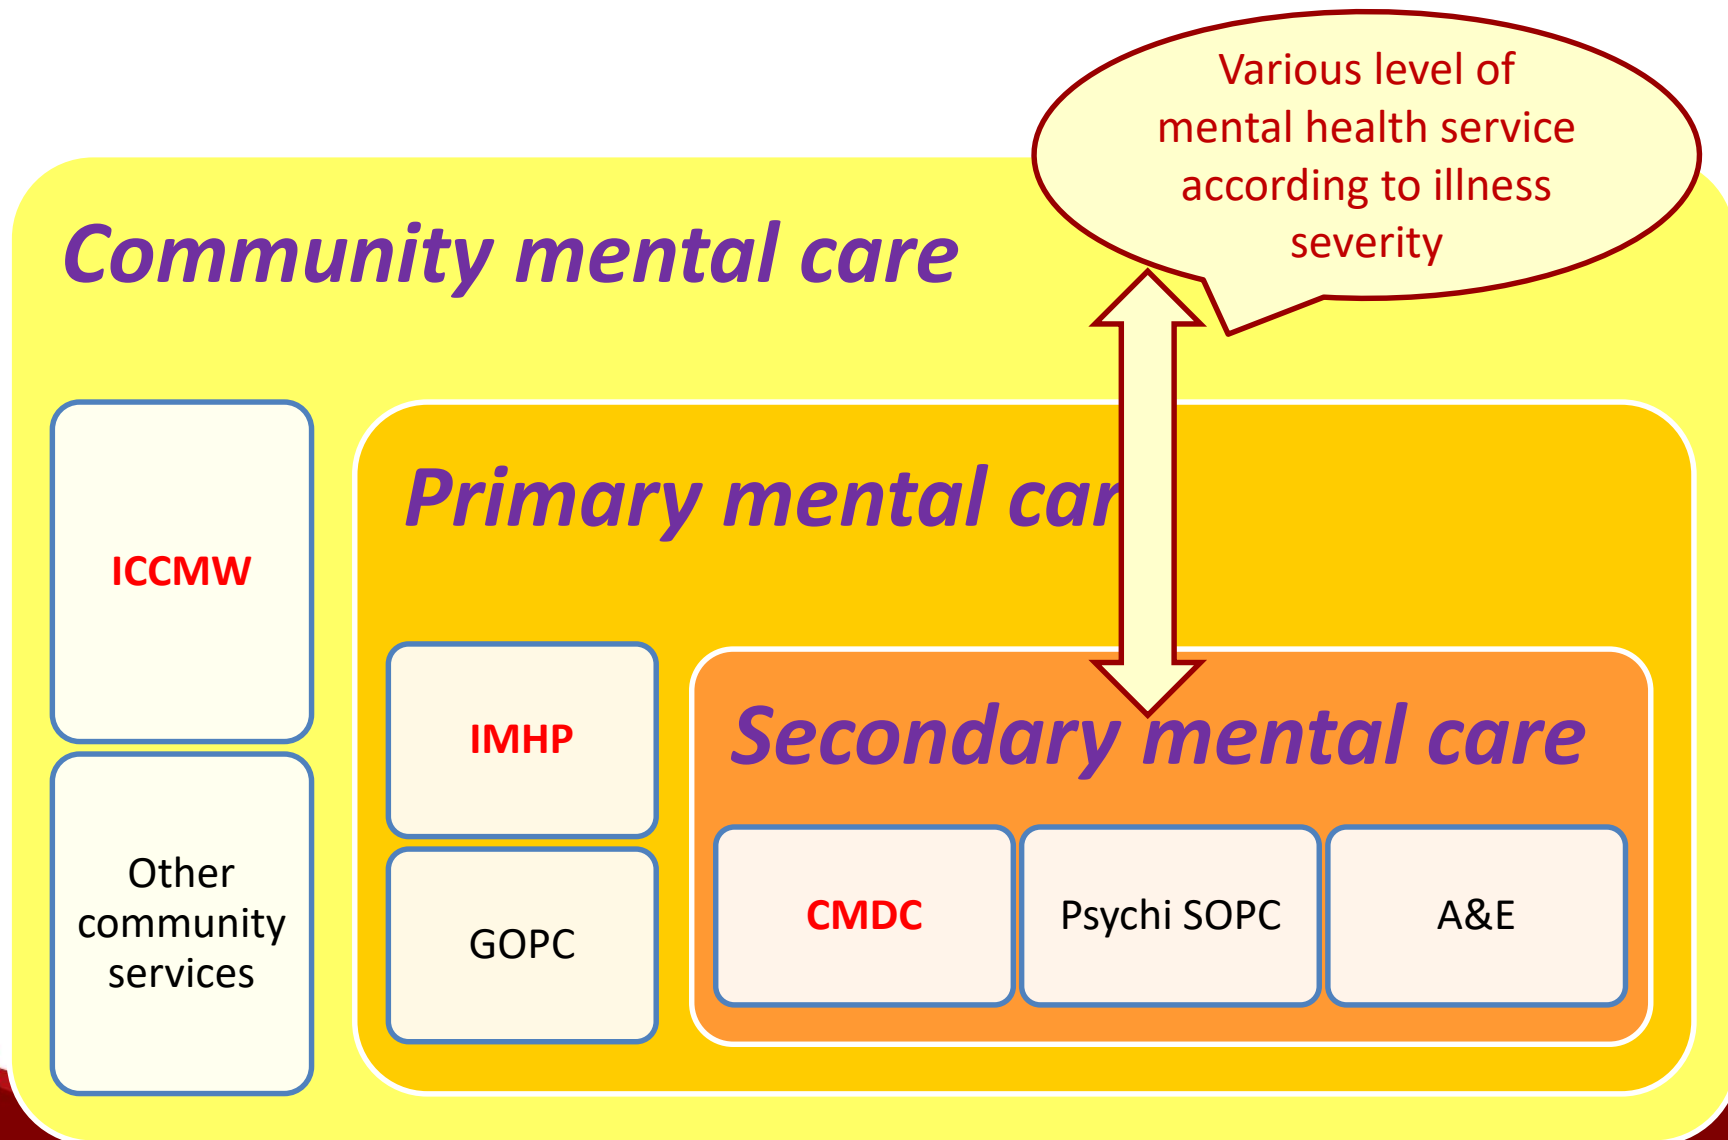 Various level of
mental health service
according to illness
severity
Community mental care
Primary mental car
ICCMW
IMHP
Secondary mental care
Other
community
services
GOPC
CMDC
Psychi SOPC
A&E